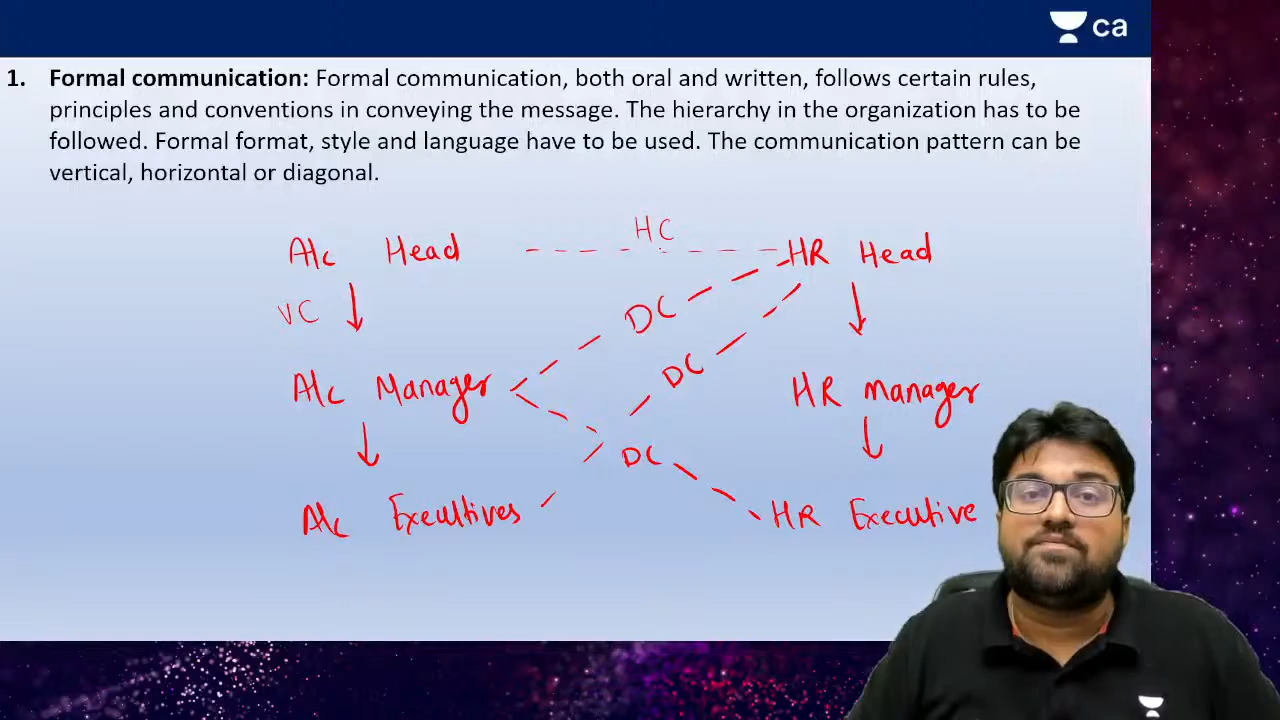 ca
1. Formal communication: Formal communication, both oral and written, follows certain rules,
principles and conventions in conveying the message. The hierarchy in the organization has to be
followed. Formal format, style and language have to be used. The communication pattern can be
vertical, horizontal or diagonal.
HC
A/c Head HR Head
VC DC
DC
A/c Manager HR manager
DC
A/c Execultives HR Executive